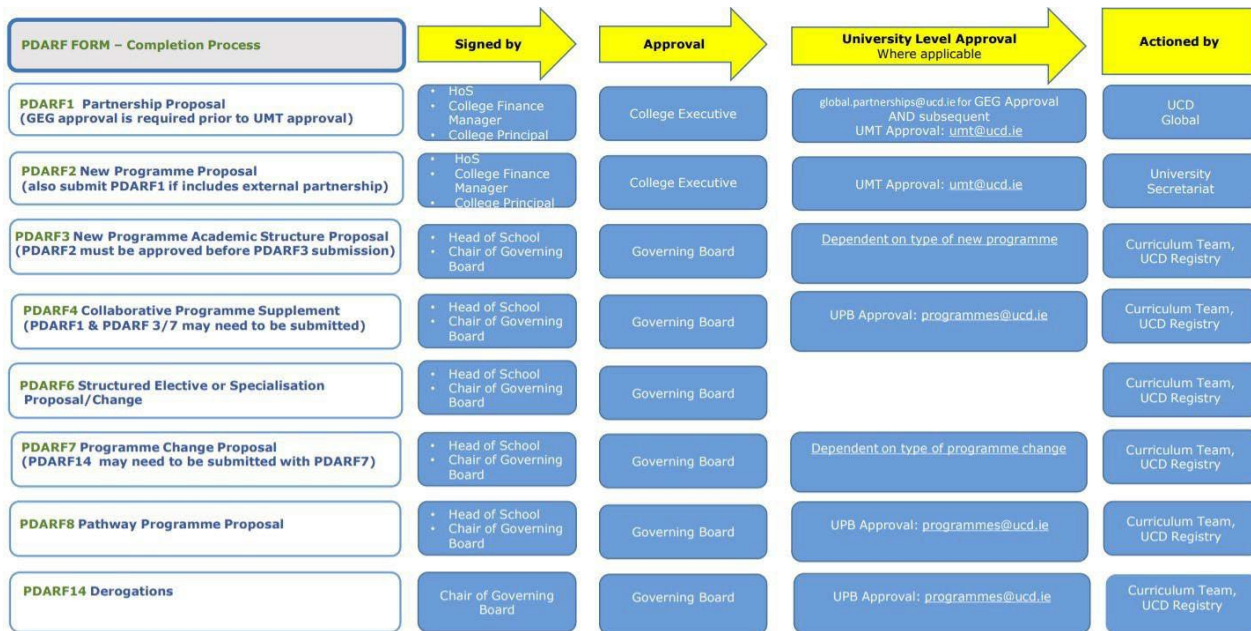 PDARF FORM – Completion Process
Signed by
Approval
University Level Approval
Where applicable
Actioned by
PDARF1 Partnership Proposal
(GEG approval is required prior to UMT approval)
• HoS
• College Finance
Manager
• College Principal
College Executive
global.partnerships@ucd.ie for GEG Approval
AND subsequent
UMT Approval: umt@ucd.ie
UCD
Global
PDARF2 New Programme Proposal
(also submit PDARF1 if includes external partnership)
• HoS
• College Finance
Manager
• College Principal
College Executive
UMT Approval: umt@ucd.ie
University
Secretariat
PDARF3 New Programme Academic Structure Proposal
(PDARF2 must be approved before PDARF3 submission)
• Head of School
• Chair of Governing
Board
Governing Board
Dependent on type of new programme
Curriculum Team,
UCD Registry
PDARF4 Collaborative Programme Supplement
(PDARF1 & PDARF 3/7 may need to be submitted)
• Head of School
• Chair of Governing
Board
Governing Board
UPB Approval: programmes@ucd.ie
Curriculum Team,
UCD Registry
PDARF6 Structured Elective or Specialisation
Proposal/Change
• Head of School
• Chair of Governing
Board
Governing Board
Curriculum Team,
UCD Registry
PDARF7 Programme Change Proposal
(PDARF14 may need to be submitted with PDARF7)
• Head of School
• Chair of Governing
Board
Governing Board
Dependent on type of programme change
Curriculum Team,
UCD Registry
PDARF8 Pathway Programme Proposal
• Head of School
• Chair of Governing
Board
Governing Board
UPB Approval: programmes@ucd.ie
Curriculum Team,
UCD Registry
PDARF14 Derogations
Chair of Governing
Board
Governing Board
UPB Approval: programmes@ucd.ie
Curriculum Team,
UCD Registry